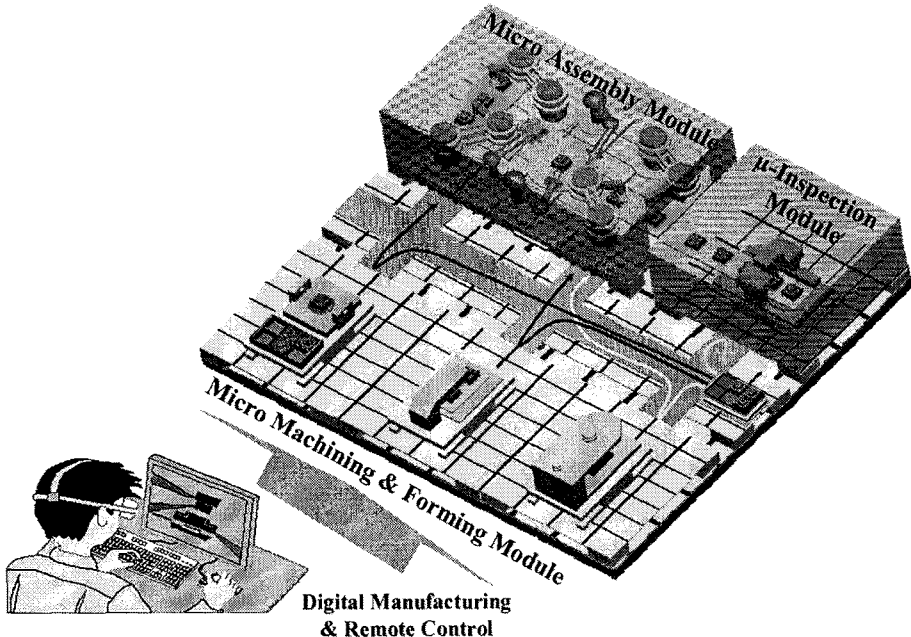 Micro Assembly Module
μ-Inspection
Module
Micro Machining & Forming Module
Digital Manufacturing
& Remote Control